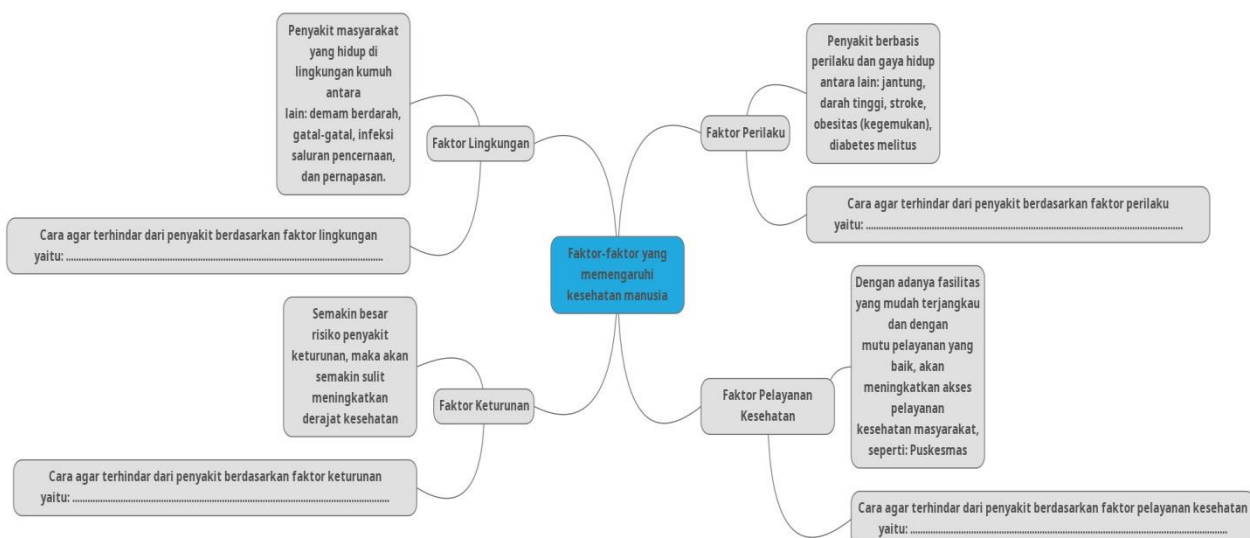 Faktor-faktor yang
memengaruhi
kesehatan manusia
Faktor Lingkungan
Penyakit masyarakat
yang hidup di
lingkungan kumuh
antara
lain: demam berdarah,
gatal-gatal, infeksi
saluran pencernaan,
dan pernapasan.
Cara agar terhindar dari penyakit berdasarkan faktor lingkungan
yaitu: ..........................................................................................................
Faktor Keturunan
Semakin besar
risiko penyakit
keturunan, maka akan
semakin sulit
meningkatkan
derajat kesehatan
Cara agar terhindar dari penyakit berdasarkan faktor keturunan
yaitu: ..........................................................................................................
Faktor Perilaku
Penyakit berbasis
perilaku dan gaya hidup
antara lain: jantung,
darah tinggi, stroke,
obesitas (kegemukan),
diabetes melitus
Cara agar terhindar dari penyakit berdasarkan faktor perilaku
yaitu: ..........................................................................................................
Faktor Pelayanan
Kesehatan
Dengan adanya fasilitas
yang mudah terjangkau
dan dengan
mutu pelayanan yang
baik, akan
meningkatkan akses
pelayanan
kesehatan masyarakat,
seperti: Puskesmas
Cara agar terhindar dari penyakit berdasarkan faktor pelayanan kesehatan
yaitu: ..........................................................................................................